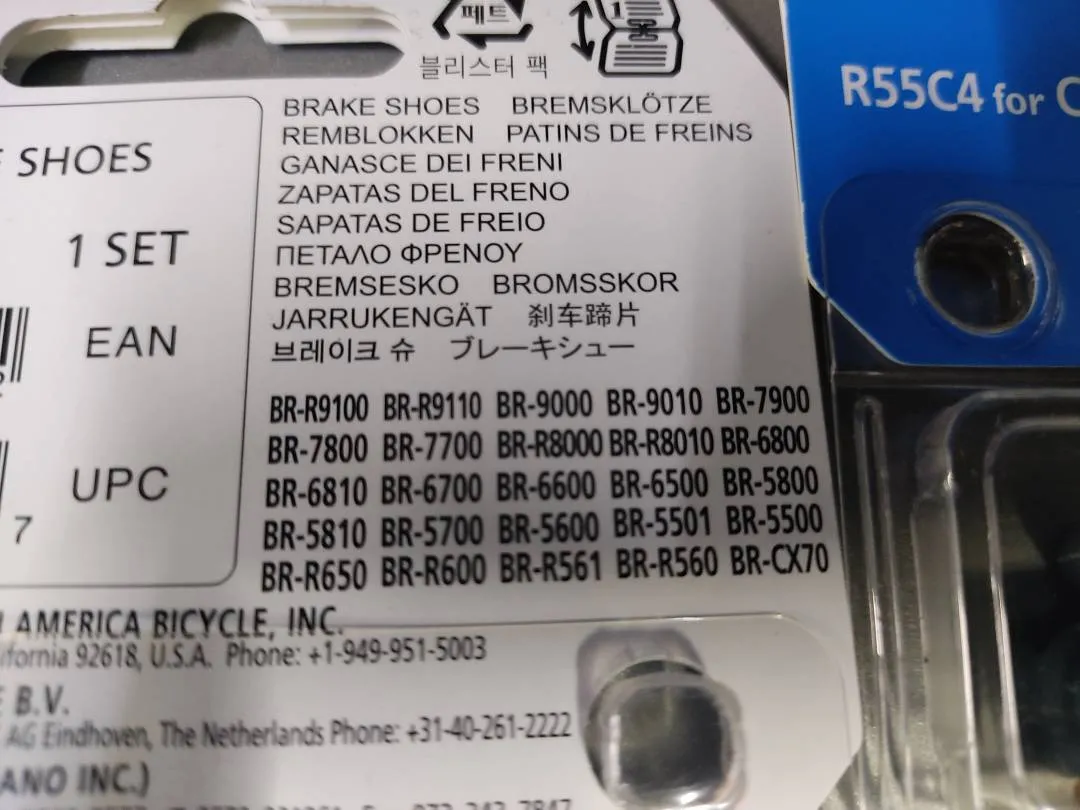 페트
블리스터 팩
BRAKE SHOES BREMSKLÖTZE
REMBLOKKEN PATINS DE FREINS
GANASCE DEI FRENI
ZAPATAS DEL FRENO
SAPATAS DE FREIO
ΠΕΤΑΛΟ ΦΡΕΝΟΥ
BREMSESKO BROMSSKOR
JARRUKENGÄT 刹车蹄片
브레이크 슈 ブレーキシュー
SHOES
1 SET
EAN
UPC
7
BR-R9100 BR-R9110 BR-9000 BR-9010 BR-7900
BR-7800 BR-7700 BR-R8000 BR-R8010 BR-6800
BR-6810 BR-6700 BR-6600 BR-6500 BR-5800
BR-5810 BR-5700 BR-5600 BR-5501 BR-5500
BR-R650 BR-R600 BR-R561 BR-R560 BR-CX70
AMERICA BICYCLE, INC.
ifornia 92618, U.S.A. Phone: +1-949-951-5003
B.V.
AG Eindhoven, The Netherlands Phone: +31-40-261-2222
ANO INC.)
R55C4 for C